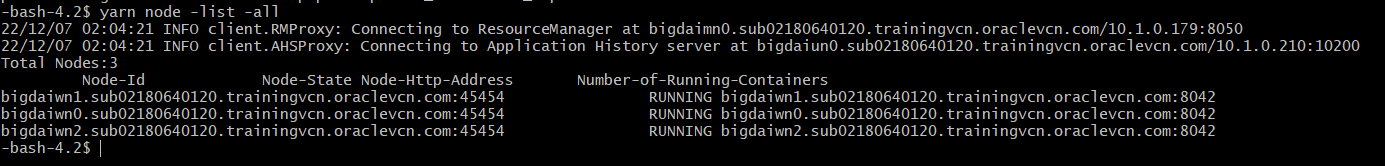 -bash-4.2$ yarn node -list -all
22/12/07 02:04:21 INFO client.RMProxy: Connecting to ResourceManager at bigdaimn0.sub02180640120.trainingvcn.oraclevcn.com/10.1.0.179:8050
22/12/07 02:04:21 INFO client.AHSProxy: Connecting to Application History server at bigdaiun0.sub02180640120.trainingvcn.oraclevcn.com/10.1.0.210:10200
Total Nodes:3
Node-Id Node-State Node-Http-Address Number-of-Running-Containers
bigdaiwn1.sub02180640120.trainingvcn.oraclevcn.com:45454 RUNNING bigdaiwn1.sub02180640120.trainingvcn.oraclevcn.com:8042
bigdaiwn0.sub02180640120.trainingvcn.oraclevcn.com:45454 RUNNING bigdaiwn0.sub02180640120.trainingvcn.oraclevcn.com:8042
bigdaiwn2.sub02180640120.trainingvcn.oraclevcn.com:45454 RUNNING bigdaiwn2.sub02180640120.trainingvcn.oraclevcn.com:8042
-bash-4.2$